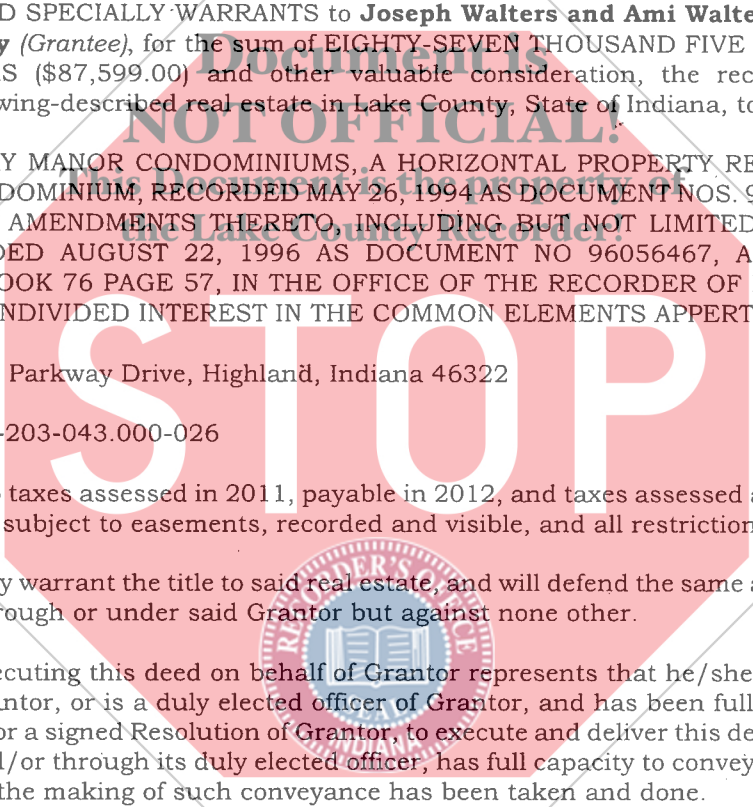 D SPECIALLY WARRANTS to Joseph Walters and Ami Walte
y (Grantee), for the sum of EIGHTY-SEVEN THOUSAND FIVE
S ($87,599.00) and other valuable consideration, the rec
wing-described real estate in Lake County, State of Indiana, to
Document is
NOT OFFICIAL!
This Document is the property of
the Lake County Recorder!
Y MANOR CONDOMINIUMS, A HORIZONTAL PROPERTY RE
DOMINIUM, RECORDED MAY 26, 1994 AS DOCUMENT NOS. 9
AMENDMENTS THERETO, INCLUDING BUT NOT LIMITED
DED AUGUST 22, 1996 AS DOCUMENT NO 96056467, A
OOK 76 PAGE 57, IN THE OFFICE OF THE RECORDER OF
NDIVIDED INTEREST IN THE COMMON ELEMENTS APPERT
STOP
Parkway Drive, Highland, Indiana 46322
-203-043.000-026
taxes assessed in 2011, payable in 2012, and taxes assessed a
subject to easements, recorded and visible, and all restriction
y warrant the title to said real estate, and will defend the same a
rough or under said Grantor but against none other.
ecuting this deed on behalf of Grantor represents that he/she
ntor, or is a duly elected officer of Grantor, and has been full
or a signed Resolution of Grantor, to execute and deliver this de
d/or through its duly elected officer, has full capacity to convey
the making of such conveyance has been taken and done.
RECORDER'S OFFICE
SEAL
INDIANA